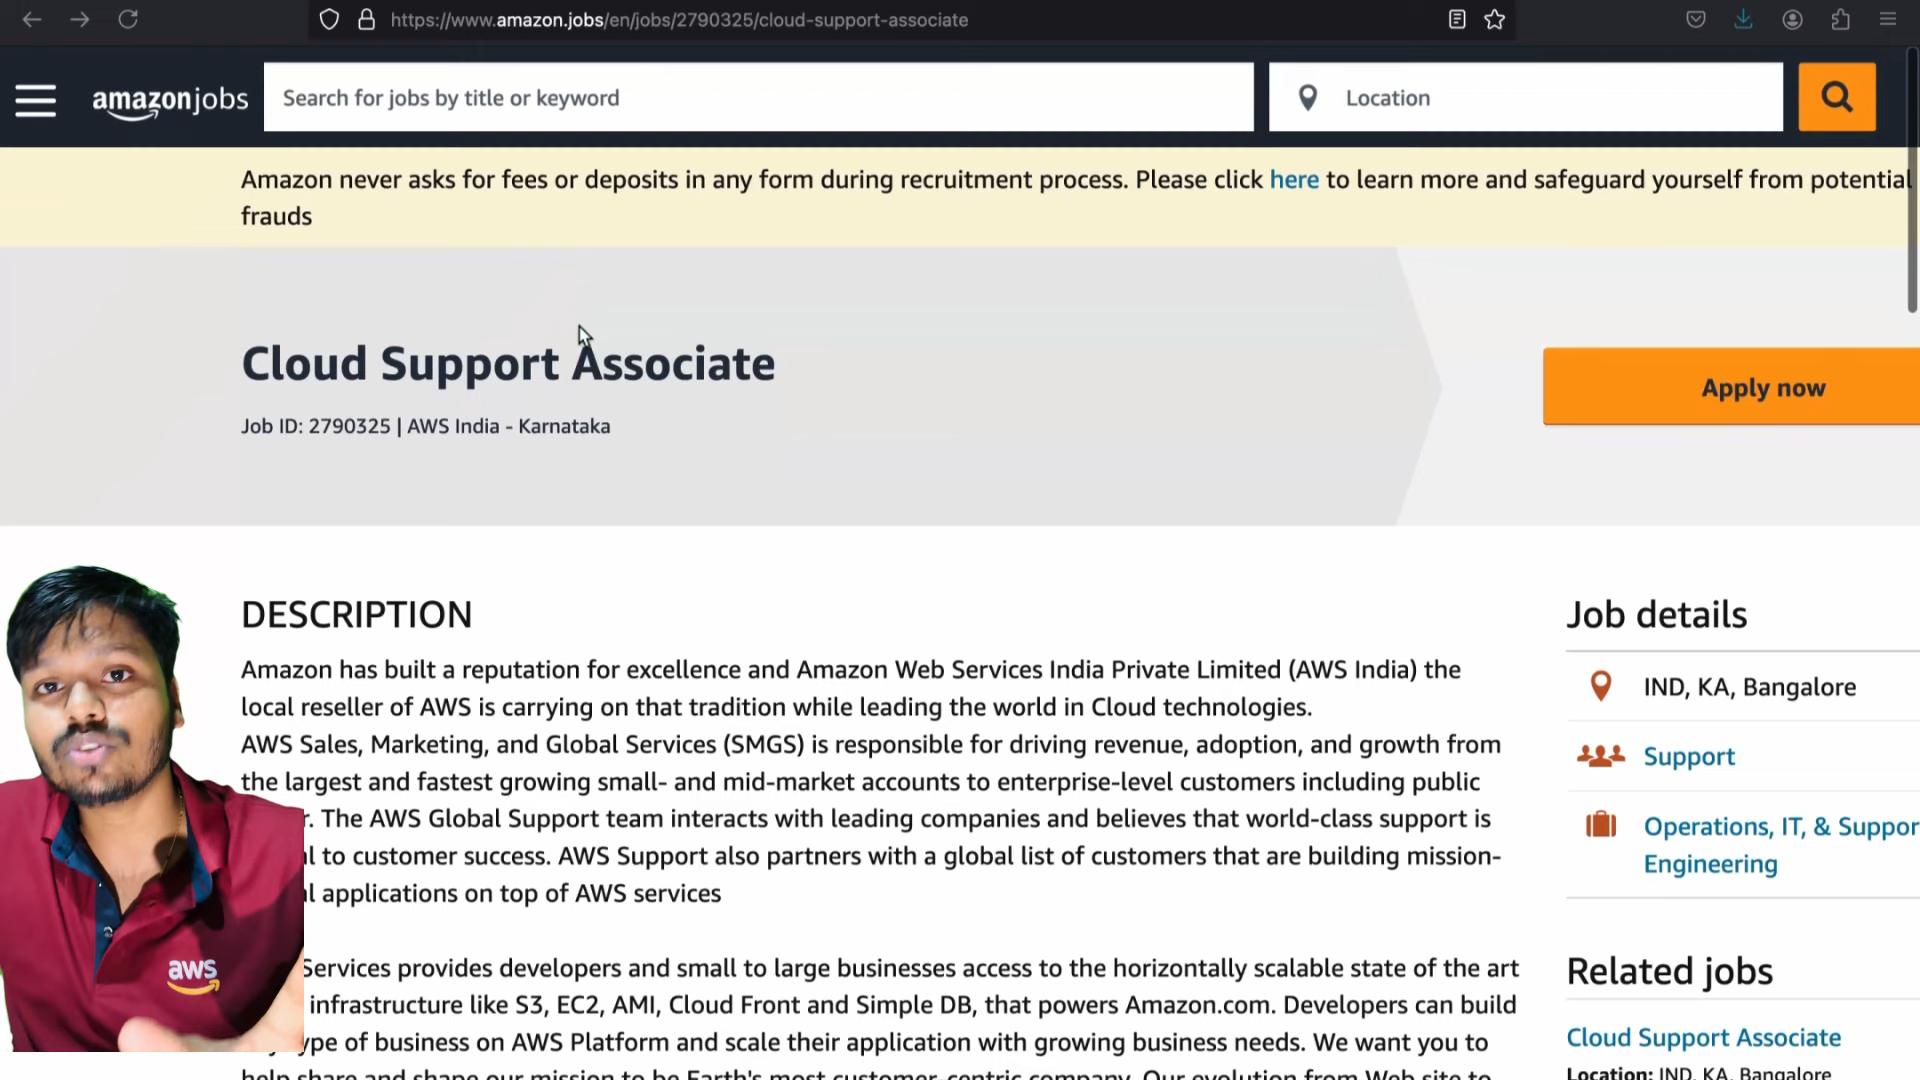 https://www.amazon.jobs/en/jobs/2790325/cloud-support-associate
amazonjobs
Search for jobs by title or keyword
Location
Amazon never asks for fees or deposits in any form during recruitment process. Please click here to learn more and safeguard yourself from potential
frauds
Cloud Support Associate
Job ID: 2790325 | AWS India - Karnataka
Apply now
DESCRIPTION
Amazon has built a reputation for excellence and Amazon Web Services India Private Limited (AWS India) the
local reseller of AWS is carrying on that tradition while leading the world in Cloud technologies.
AWS Sales, Marketing, and Global Services (SMGS) is responsible for driving revenue, adoption, and growth from
the largest and fastest growing small- and mid-market accounts to enterprise-level customers including public
The AWS Global Support team interacts with leading companies and believes that world-class support is
to customer success. AWS Support also partners with a global list of customers that are building mission-
applications on top of AWS services
Services provides developers and small to large businesses access to the horizontally scalable state of the art
infrastructure like S3, EC2, AMI, Cloud Front and Simple DB, that powers Amazon.com. Developers can build
of business on AWS Platform and scale their application with growing business needs. We want you to
help share and shape our mission to be Earth's most customer-centric company. Our evolution from Web site to
Job details
IND, KA, Bangalore
Support
Operations, IT, & Suppor
Engineering
Related jobs
Cloud Support Associate
Location: IND, KA, Bangalore
aws